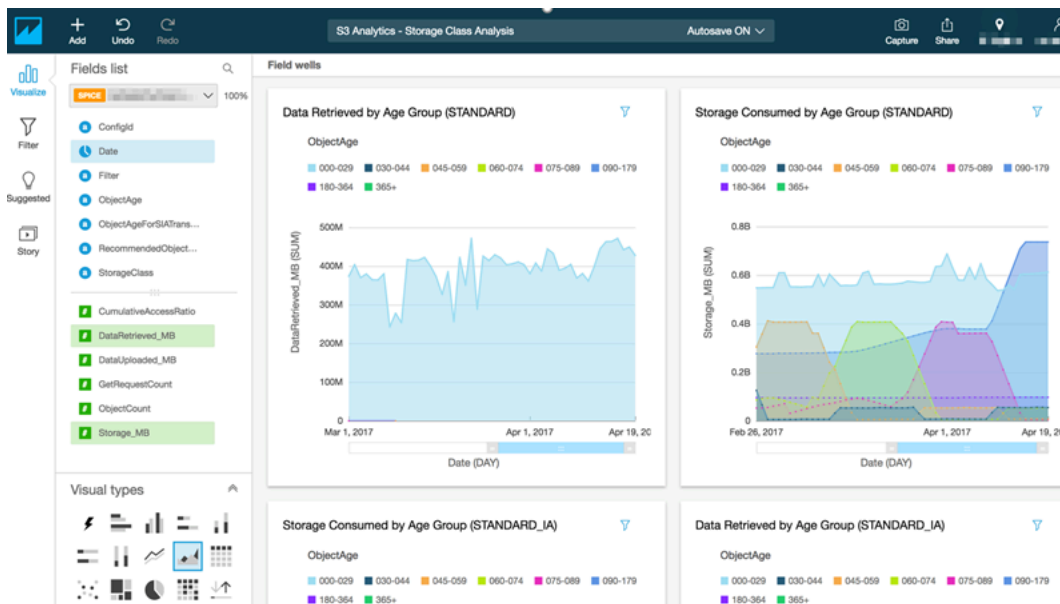 Add
Undo
Redo
S3 Analytics - Storage Class Analysis
Autosave ON
Capture
Share
Visualize
Filter
Suggested
Story
Fields list
SPICE
100%
ConfigId
Date
Filter
ObjectAge
ObjectAgeForSIATrans...
RecommendedObject...
StorageClass
CumulativeAccessRatio
DataRetrieved_MB
DataUploaded_MB
GetRequestCount
ObjectCount
Storage_MB
Visual types
Field wells
Data Retrieved by Age Group (STANDARD)
ObjectAge
000-029 030-044 045-059 060-074 075-089 090-179
180-364 365+
DataRetrieved_MB (SUM)
500M
400M
300M
200M
100M
0
Mar 1, 2017 Apr 1, 2017 Apr 19, 20
Date (DAY)
Storage Consumed by Age Group (STANDARD)
ObjectAge
000-029 030-044 045-059 060-074 075-089 090-179
180-364 365+
Storage_MB (SUM)
0.8B
0.6B
0.4B
0.2B
0
Feb 26, 2017 Apr 1, 2017 Apr 19, 2
Date (DAY)
Storage Consumed by Age Group (STANDARD_IA)
ObjectAge
000-029 030-044 045-059 060-074 075-089 090-179
180-364 365+
Data Retrieved by Age Group (STANDARD_IA)
ObjectAge
000-029 030-044 045-059 060-074 075-089 090-179
180-364 365+